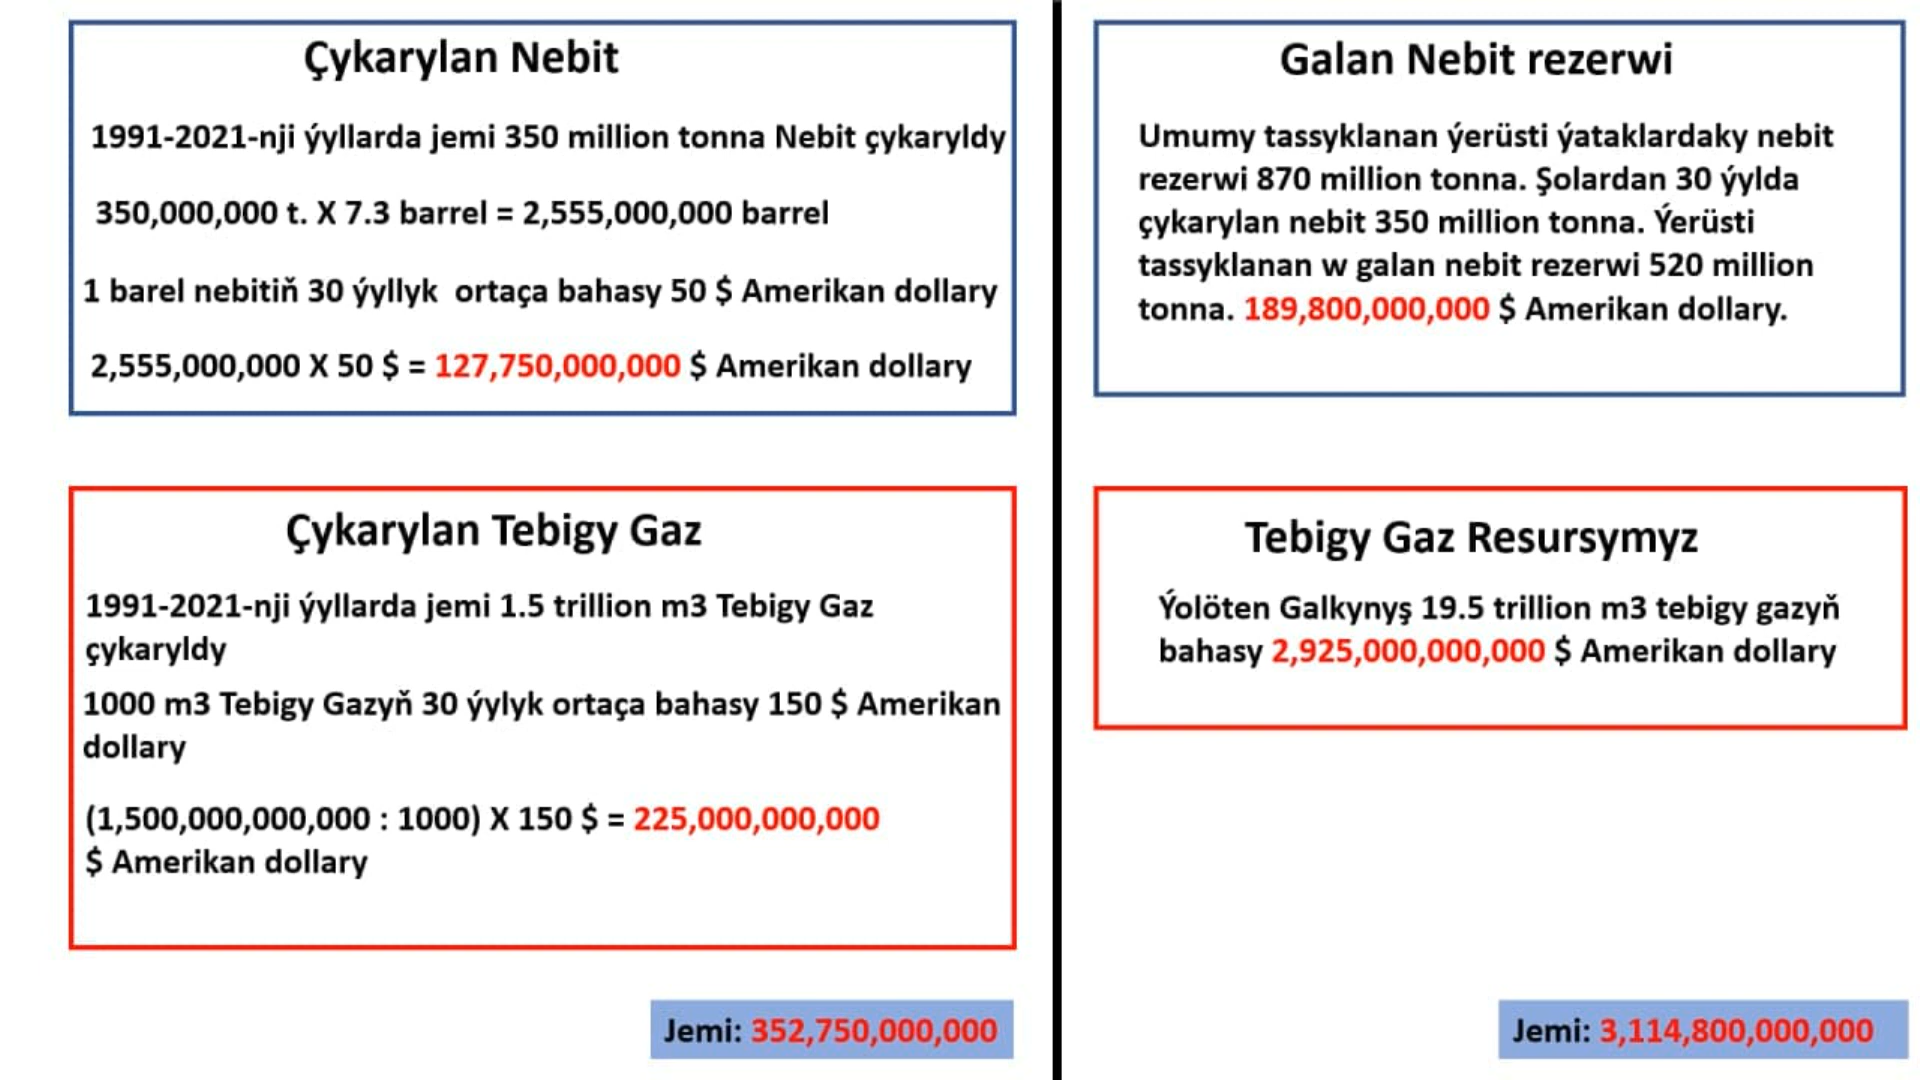 Çykarylan Nebit
1991-2021-nji ýyllarda jemi 350 million tonna Nebit çykaryldy
350,000,000 t. X 7.3 barrel = 2,555,000,000 barrel
1 barel nebitiň 30 ýyllyk ortaça bahasy 50 $ Amerikan dollary
2,555,000,000 X 50 $ = 127,750,000,000 $ Amerikan dollary
Çykarylan Tebigy Gaz
1991-2021-nji ýyllarda jemi 1.5 trillion m3 Tebigy Gaz
çykaryldy
1000 m3 Tebigy Gazyň 30 ýylyk ortaça bahasy 150 $ Amerikan
dollary
(1,500,000,000,000 : 1000) X 150 $ = 225,000,000,000
$ Amerikan dollary
Jemi: 352,750,000,000
Galan Nebit rezerwi
Umumy tassyklanan ýerüsti ýataklardaky nebit
rezerwi 870 million tonna. Şolardan 30 ýylda
çykarylan nebit 350 million tonna. Ýerüsti
tassyklanan w galan nebit rezerwi 520 million
tonna. 189,800,000,000 $ Amerikan dollary.
Tebigy Gaz Resursymyz
Ýolöten Galkynyş 19.5 trillion m3 tebigy gazyň
bahasy 2,925,000,000,000 $ Amerikan dollary
Jemi: 3,114,800,000,000